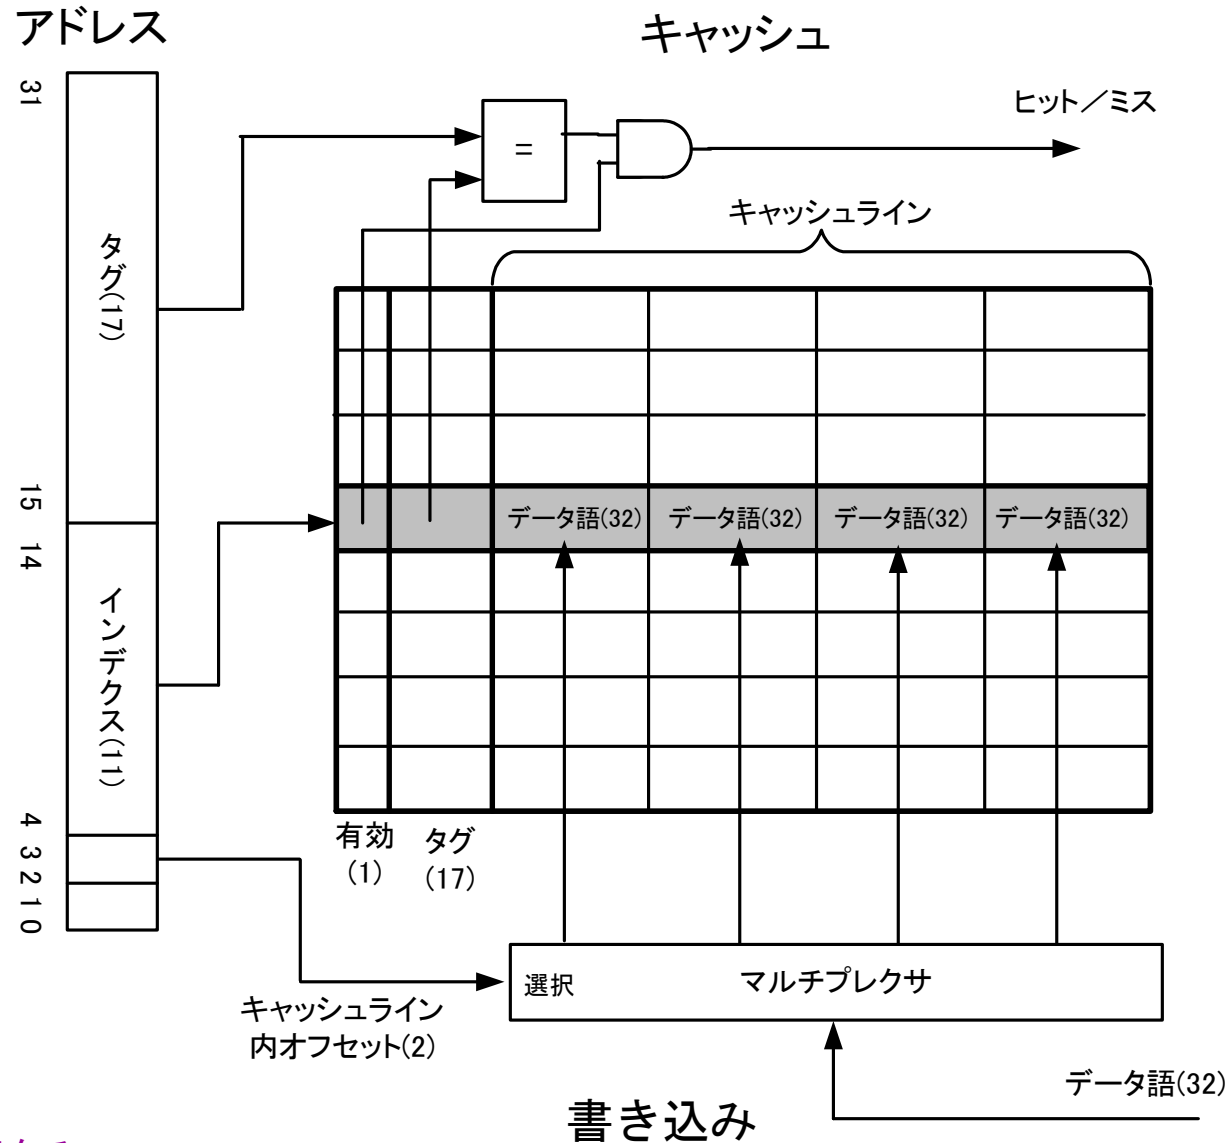 アドレス
キャッシュ
31
ヒット／ミス
=
キャッシュライン
タグ(17)
15
14
データ語(32)
データ語(32)
データ語(32)
データ語(32)
インデクス(11)
4
3
2
1
0
有効
(1)
タグ
(17)
選択
マルチプレクサ
キャッシュライン
内オフセット(2)
データ語(32)
書き込み